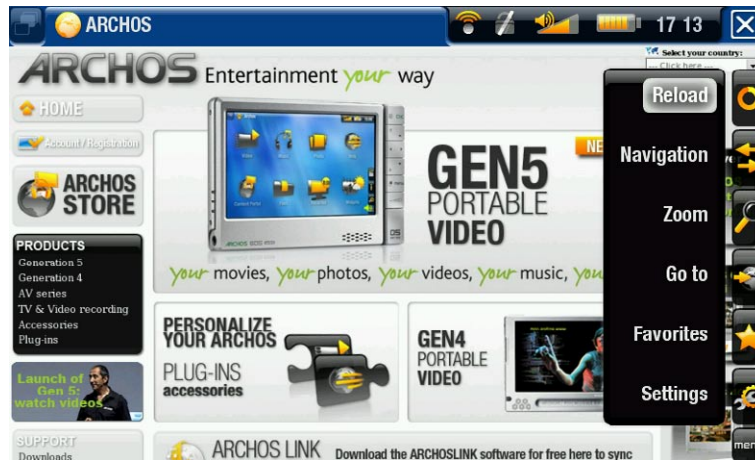 ARCHOS
17 13
ARCHOS Entertainment your way
Select your country:
--- Click here ---
HOME
Account / Registration
ARCHOS
STORE
PRODUCTS
Generation 5
Generation 4
AV series
TV & Video recording
Accessories
Plug-ins
Launch of
Gen 5:
watch videos
SUPPORT
Downloads
NE
GEN5
PORTABLE
VIDEO
ARCHOS
your movies, your photos, your videos, your music, you
PERSONALIZE
YOUR ARCHOS
PLUG-INS
accessories
GEN4
PORTABLE
VIDEO
ARCHOS LINK Download the ARCHOSLINK software for free here to sync
Reload
Navigation
Zoom
Go to
Favorites
Settings
men